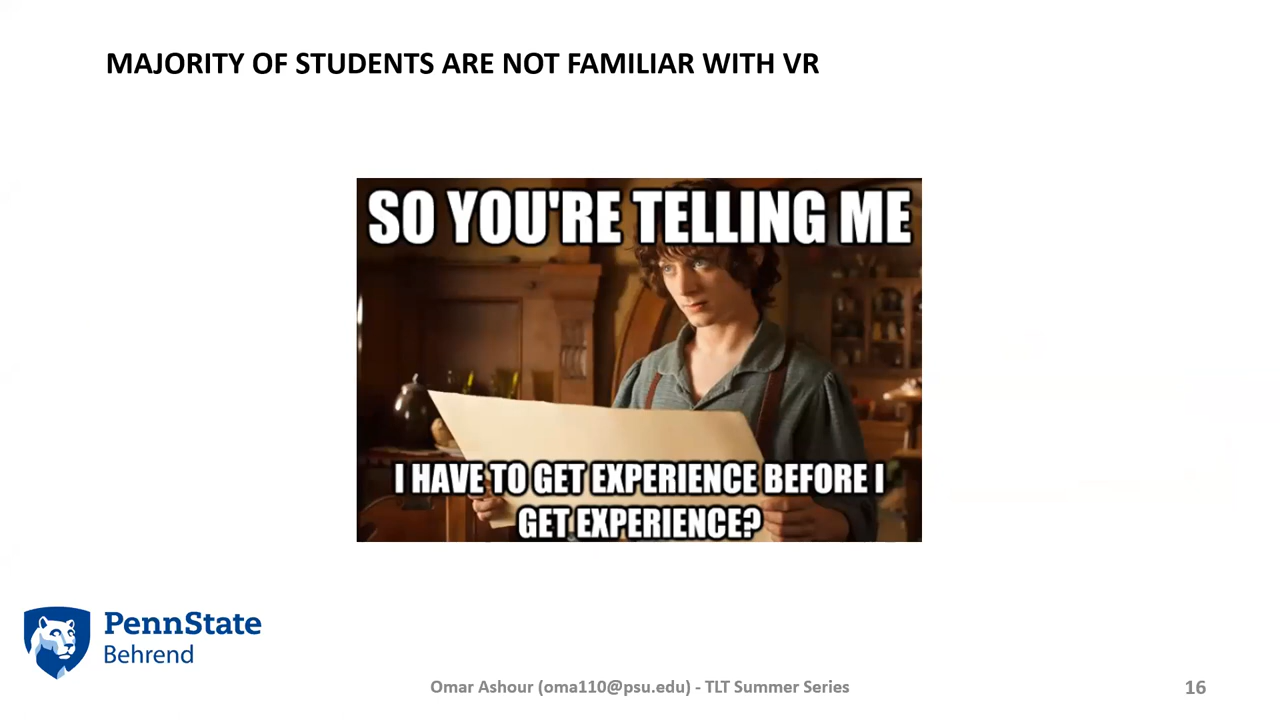 MAJORITY OF STUDENTS ARE NOT FAMILIAR WITH VR
SO YOU'RE TELLING ME
I HAVE TO GET EXPERIENCE BEFORE I
GET EXPERIENCE?
PennState
Behrend
Omar Ashour (oma110@psu.edu) - TLT Summer Series
16